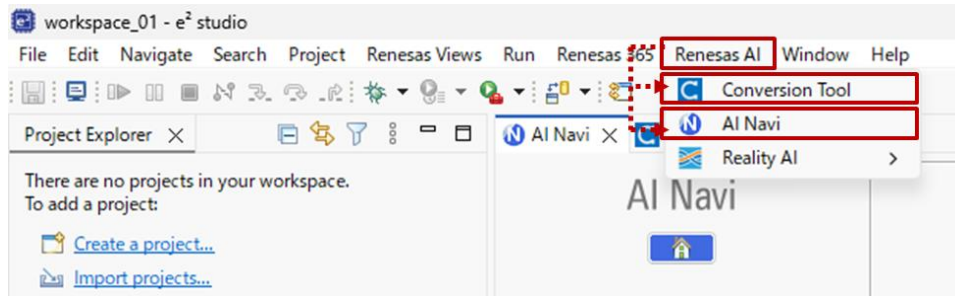 workspace_01 - e² studio
File Edit Navigate Search Project Renesas Views Run Renesas 365 Renesas AI Window Help
Conversion Tool
Project Explorer
AI Navi
AI Navi
Reality AI
There are no projects in your workspace.
To add a project:
AI Navi
Create a project...
Import projects...